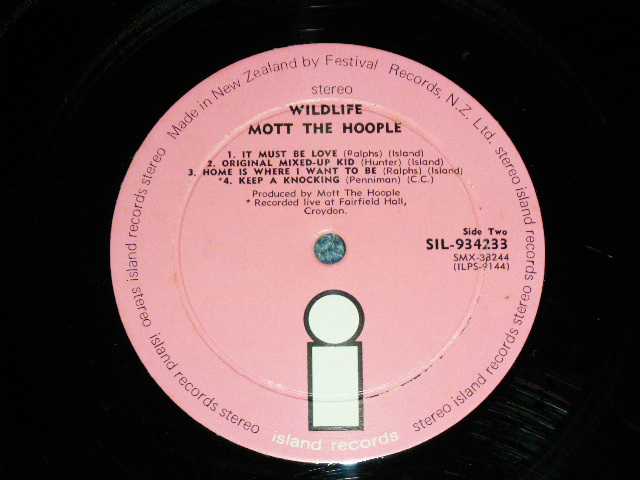 Made in New Zealand by Festival Records, N.Z. Ltd. stereo island records stereo
stereo island records stereo
island records
island records stereo
stereo island records stereo
stereo
WILDLIFE
MOTT THE HOOPLE
1. IT MUST BE LOVE (Ralphs) (Island)
2. ORIGINAL MIXED-UP KID (Hunter) (Island)
3. HOME IS WHERE I WANT TO BE (Ralphs) (Island)
*4. KEEP A KNOCKING (Penniman) (C.C.)
Produced by Mott The Hoople
* Recorded live at Fairfield Hall,
Croydon.
Side Two
SIL-934233
SMX-38244
(ILPS-9144)